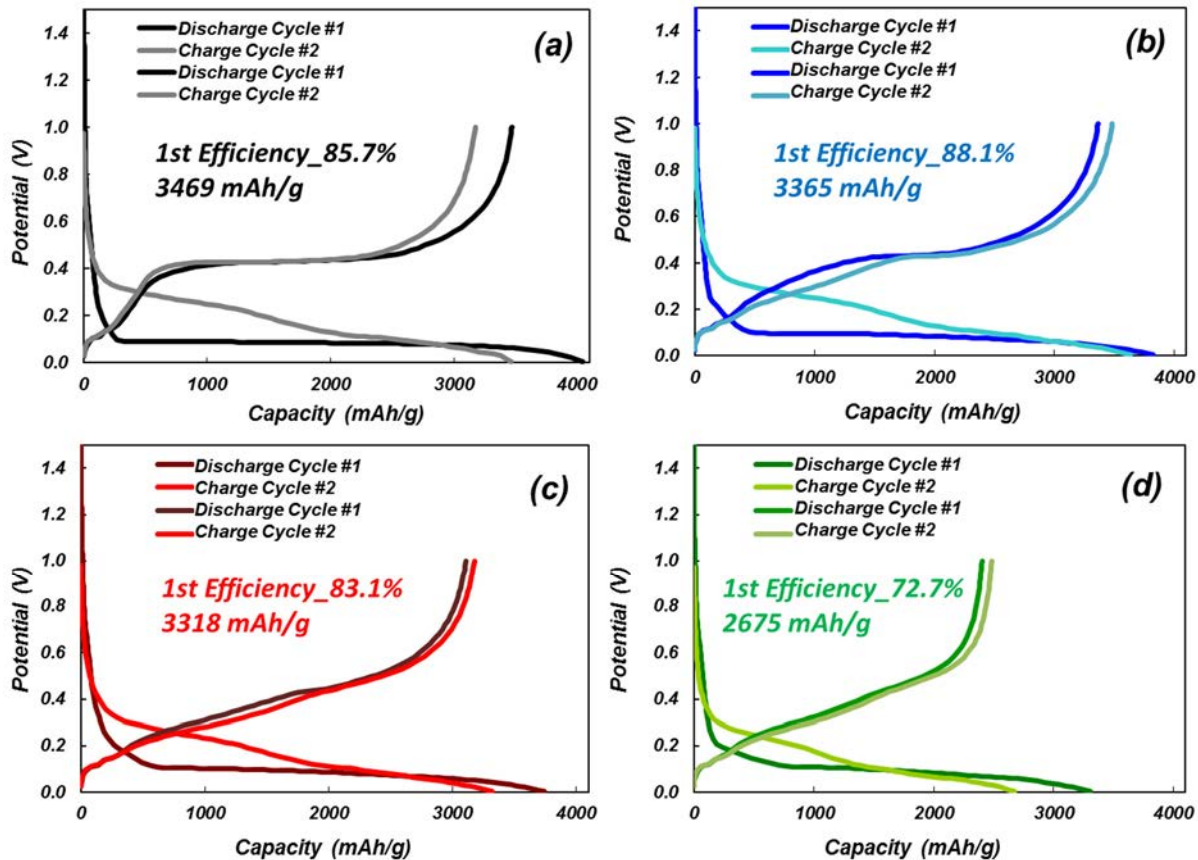 1.4
1.2
1.0
0.8
0.6
0.4
0.2
0.0
Potential (V)
Discharge Cycle #1
Charge Cycle #2
Discharge Cycle #1
Charge Cycle #2
(a)
1st Efficiency_85.7%
3469 mAh/g
0 1000 2000 3000 4000
Capacity (mAh/g)
1.4
1.2
1.0
0.8
0.6
0.4
0.2
0.0
Potential (V)
Discharge Cycle #1
Charge Cycle #2
Discharge Cycle #1
Charge Cycle #2
(b)
1st Efficiency_88.1%
3365 mAh/g
0 1000 2000 3000 4000
Capacity (mAh/g)
1.4
1.2
1.0
0.8
0.6
0.4
0.2
0.0
Potential (V)
Discharge Cycle #1
Charge Cycle #2
Discharge Cycle #1
Charge Cycle #2
(c)
1st Efficiency_83.1%
3318 mAh/g
0 1000 2000 3000 4000
Capacity (mAh/g)
1.4
1.2
1.0
0.8
0.6
0.4
0.2
0.0
Potential (V)
Discharge Cycle #1
Charge Cycle #2
Discharge Cycle #1
Charge Cycle #2
(d)
1st Efficiency_72.7%
2675 mAh/g
0 1000 2000 3000 4000
Capacity (mAh/g)